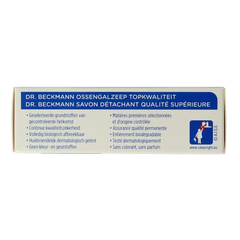 DR. BECKMANN OSSENGALZEEP TOPKWALITEIT
DR. BECKMANN SAVON DÉTACHANT QUALITÉ SUPÉRIEURE
• Geselecteerde grondstoffen van
gecontroleerde herkomst
• Continue kwaliteitszekerheid
• Volledig biologisch afbreekbaar
• Huidvriendelijk dermatologisch getest
• Geen kleur- en geurstoffen
• Matières premières sélectionnées
et d'origine contrôlée
• Assurance qualité permanente
• Entièrement biodégradable
• Testé dermatologiquement
• Sans colorant, sans parfum